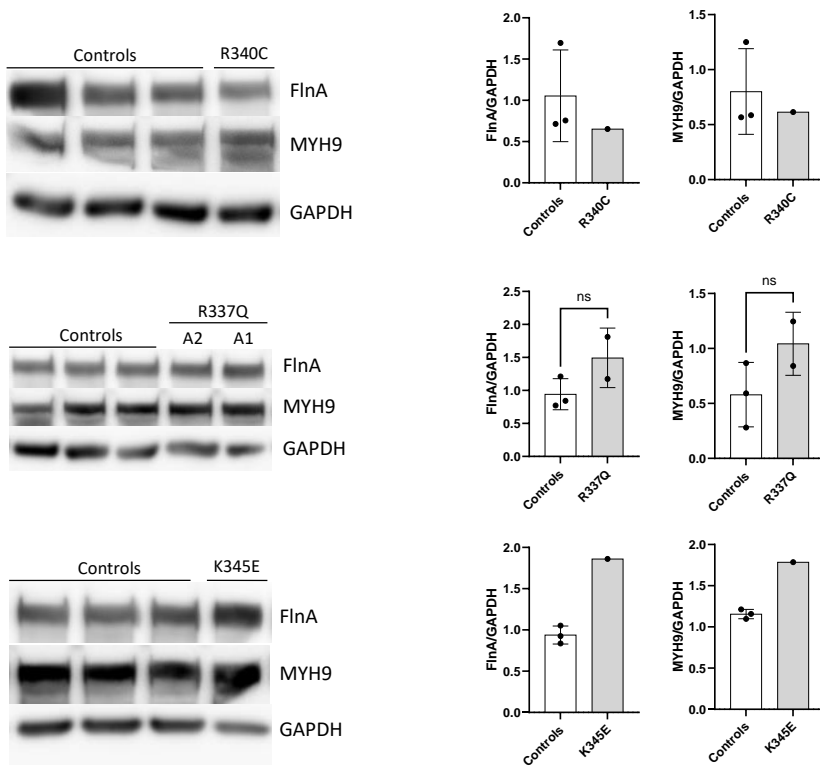 Controls R340C
FlnA
MYH9
GAPDH
FlnA/GAPDH
2.0
1.5
1.0
0.5
0.0
Controls
R340C
MYH9/GAPDH
1.5
1.0
0.5
0.0
Controls
R340C
R337Q
Controls A2 A1
FlnA
MYH9
GAPDH
FlnA/GAPDH
2.5
2.0
1.5
1.0
0.5
0.0
ns
Controls
R337Q
MYH9/GAPDH
1.5
1.0
0.5
0.0
ns
Controls
R337Q
Controls K345E
FlnA
MYH9
GAPDH
FlnA/GAPDH
2.0
1.5
1.0
0.5
0.0
Controls
K345E
MYH9/GAPDH
2.0
1.5
1.0
0.5
0.0
Controls
K345E